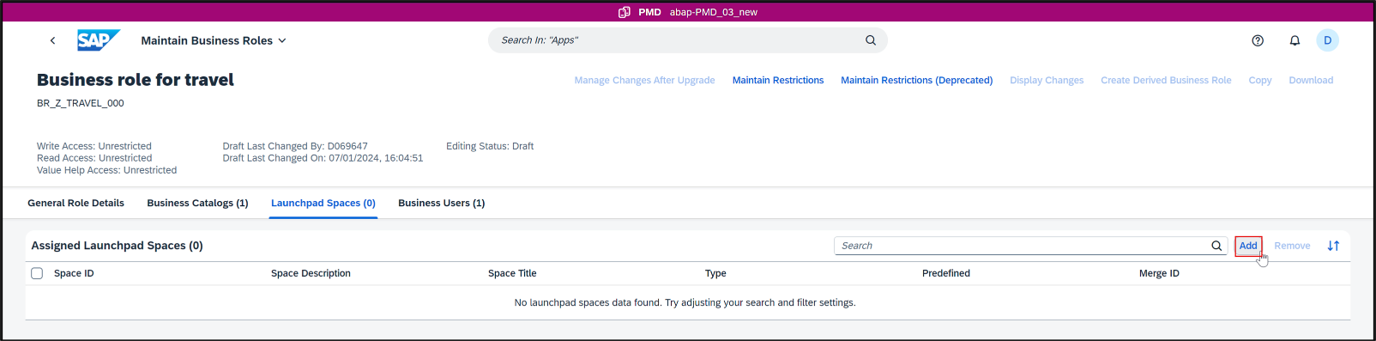 PMD abap-PMD_03_new
SAP Maintain Business Roles Search In: "Apps" D
Business role for travel Manage Changes After Upgrade Maintain Restrictions Maintain Restrictions (Deprecated) Display Changes Create Derived Business Role Copy Download
BR_Z_TRAVEL_000
Write Access: Unrestricted Draft Last Changed By: D069647 Editing Status: Draft
Read Access: Unrestricted Draft Last Changed On: 07/01/2024, 16:04:51
Value Help Access: Unrestricted
General Role Details Business Catalogs (1) Launchpad Spaces (0) Business Users (1)
Assigned Launchpad Spaces (0) Search Add Remove
Space ID Space Description Space Title Type Predefined Merge ID
No launchpad spaces data found. Try adjusting your search and filter settings.